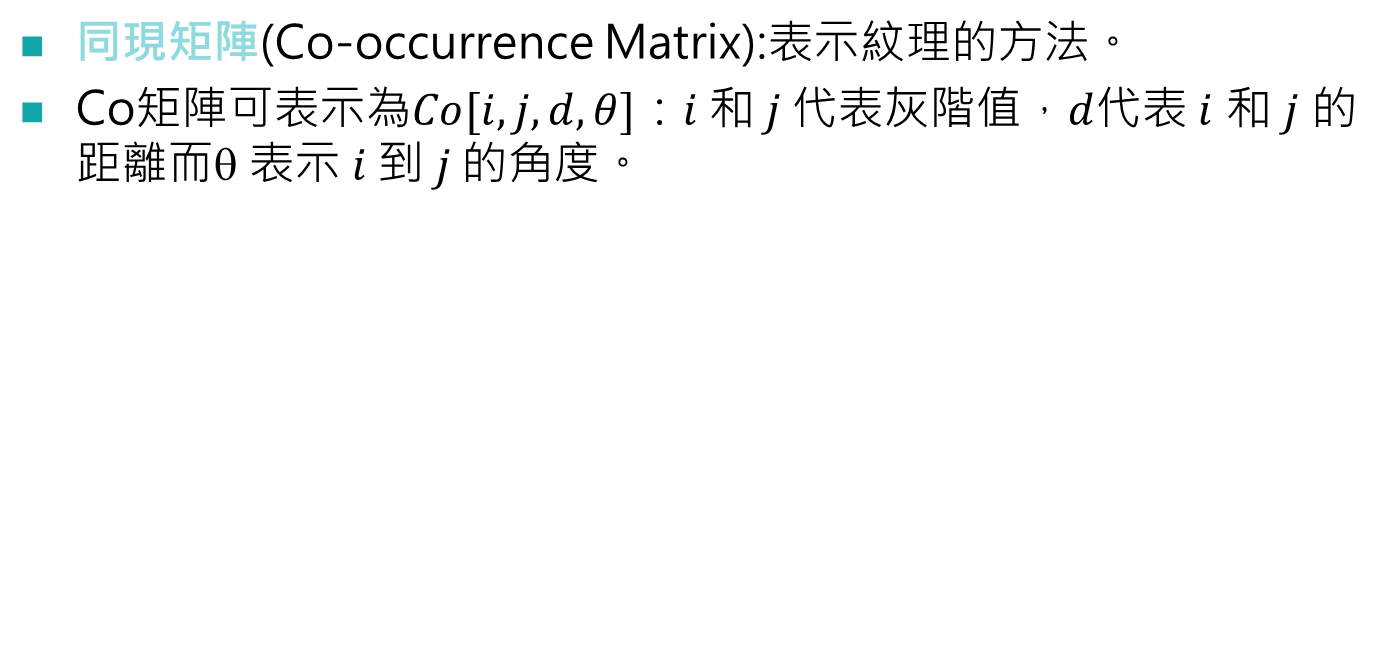 同現矩陣(Co-occurrence Matrix):表示紋理的方法。
Co矩陣可表示為Co[i, j, d, θ]：i 和 j 代表灰階值，d代表 i 和 j 的
距離而θ 表示 i 到 j 的角度。